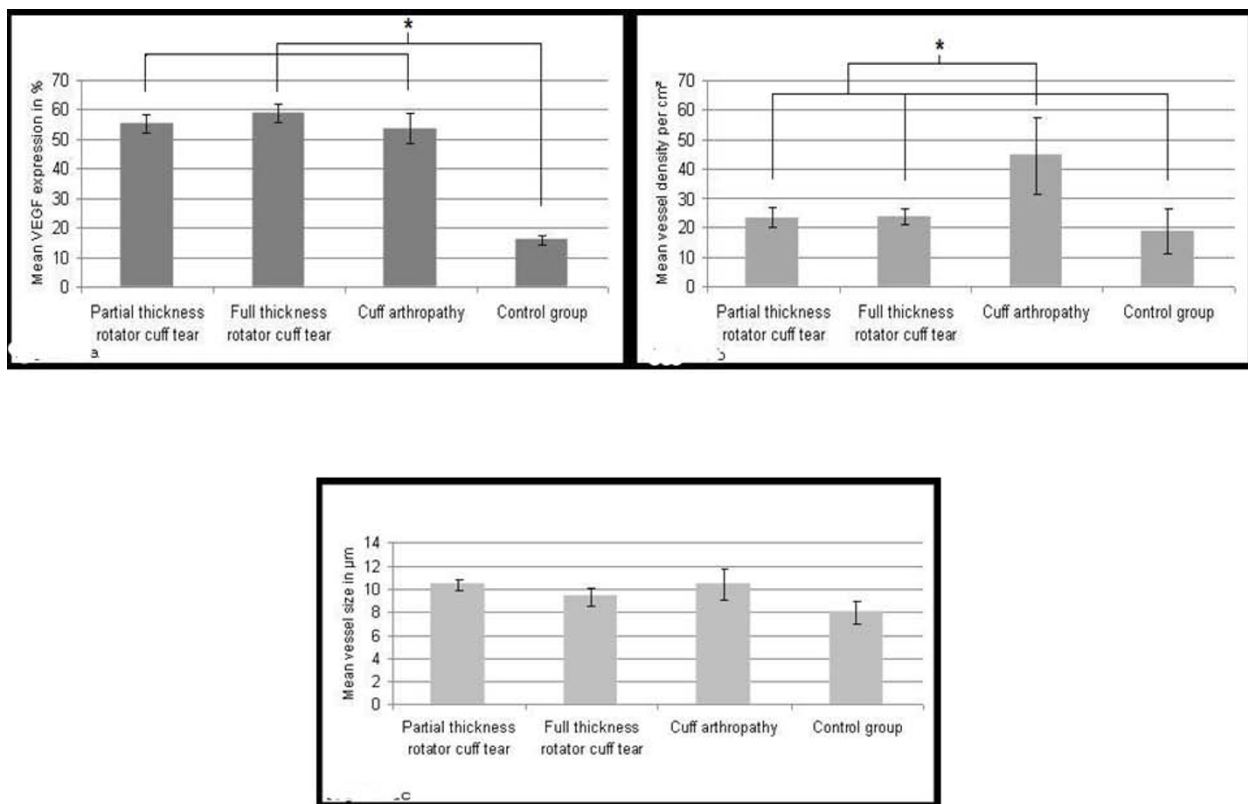 *
Mean VEGF expression in %
70
60
50
40
30
20
10
0
Partial thickness
rotator cuff tear
Full thickness
rotator cuff tear
Cuff arthropathy
Control group
a
*
Mean vessel density per cm²
70
60
50
40
30
20
10
0
Partial thickness
rotator cuff tear
Full thickness
rotator cuff tear
Cuff arthropathy
Control group
b
Mean vessel size in µm
14
12
10
8
6
4
2
0
Partial thickness
rotator cuff tear
Full thickness
rotator cuff tear
Cuff arthropathy
Control group
c